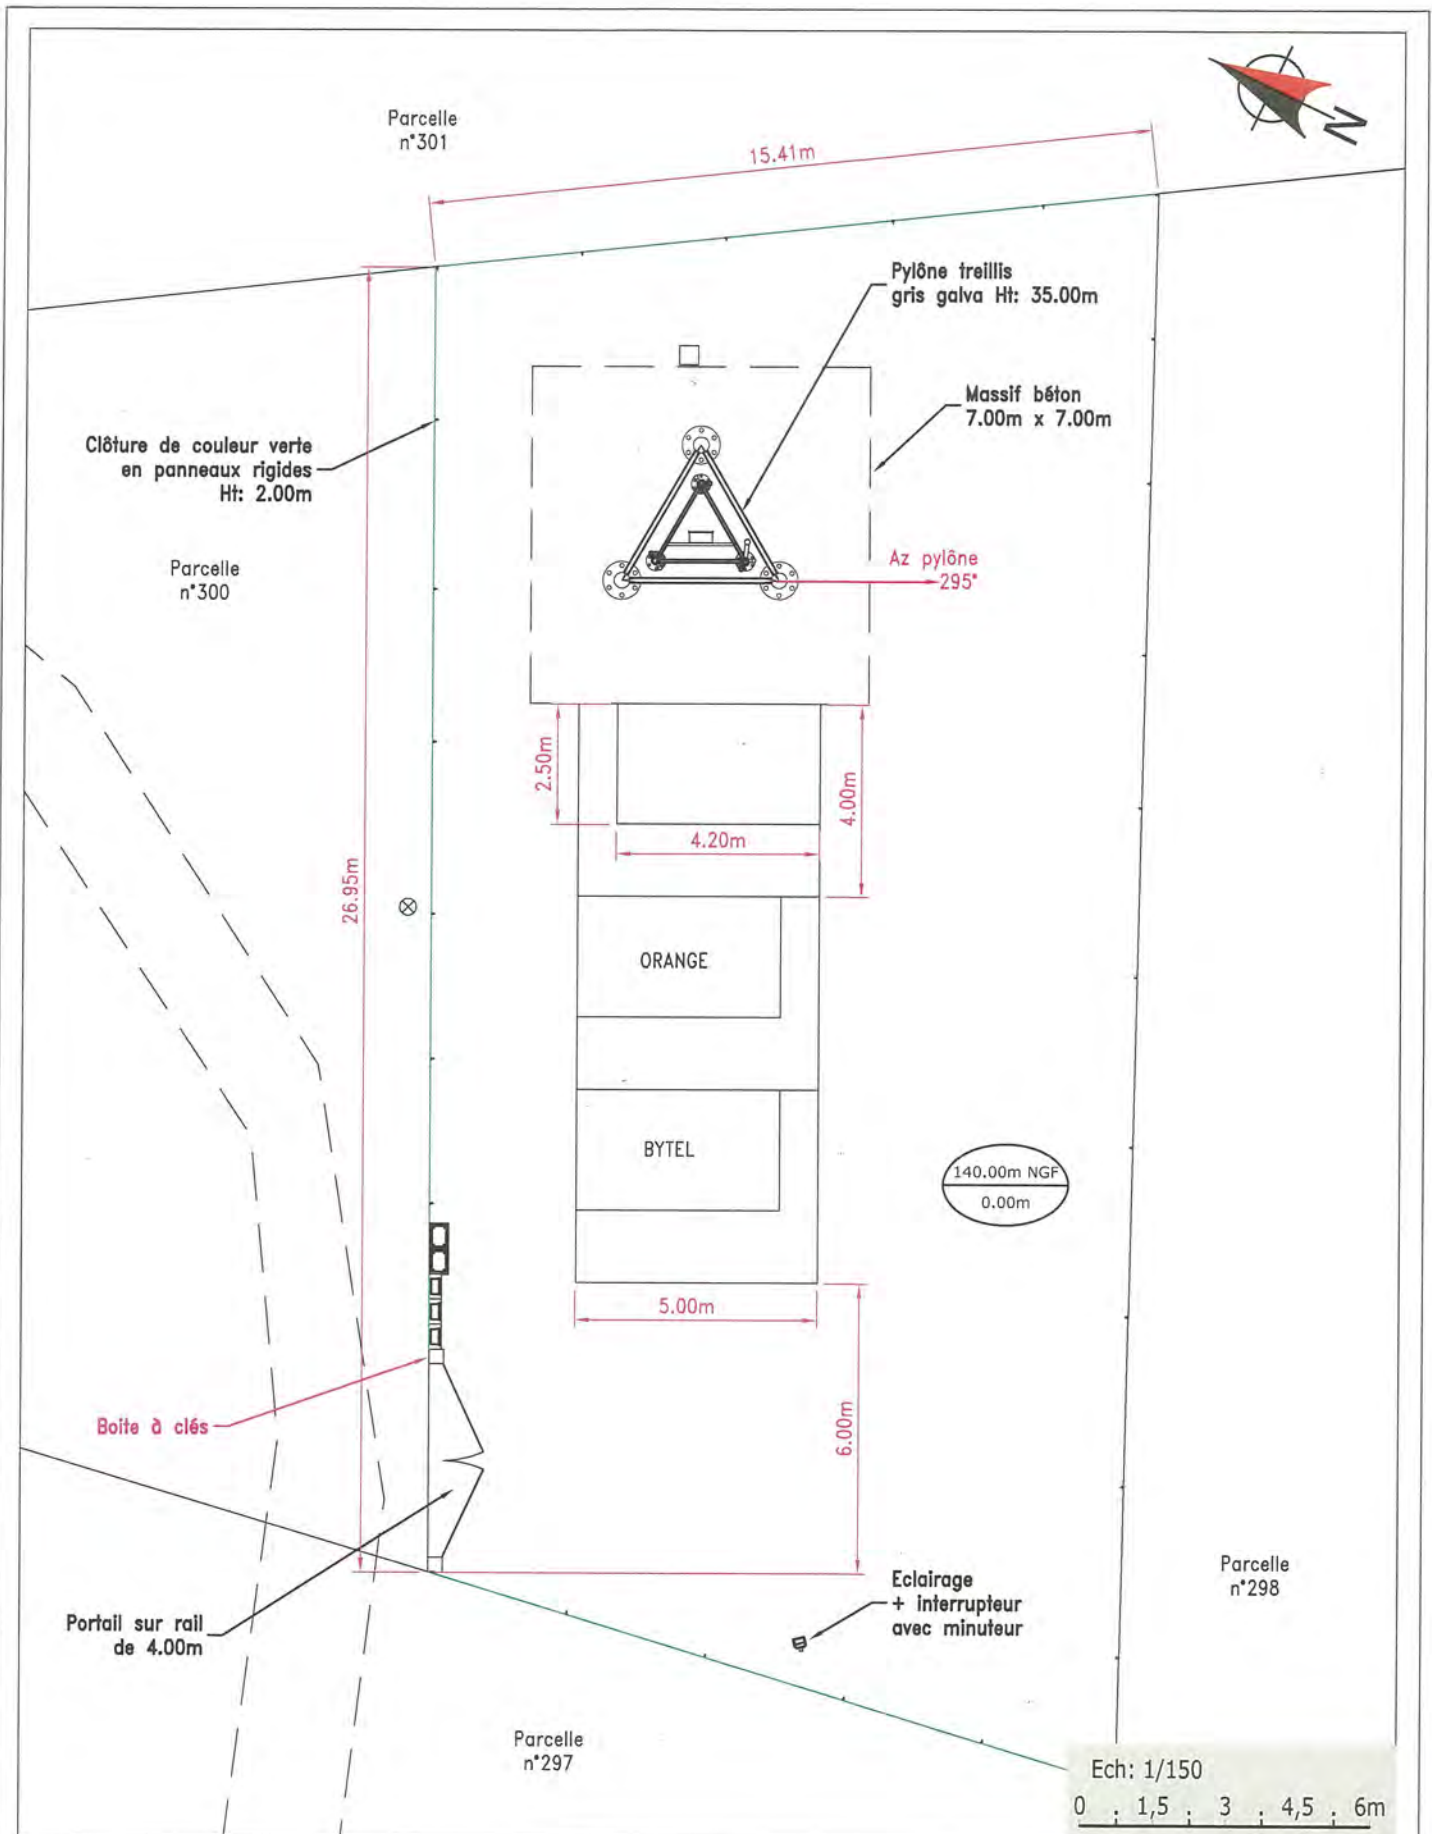 N
Parcelle
n°301
15.41m
Pylône treillis
gris galva Ht: 35.00m
Massif béton
7.00m x 7.00m
Clôture de couleur verte
en panneaux rigides
Ht: 2.00m
Parcelle
n°300
Az pylône
295°
2.50m
4.00m
4.20m
26.95m
ORANGE
BYTEL
140.00m NGF
0.00m
5.00m
Boite à clés
6.00m
Portail sur rail
de 4.00m
Eclairage
+ interrupteur
avec minuteur
Parcelle
n°298
Parcelle
n°297
Ech: 1/150
0 1,5 3 4,5 6m